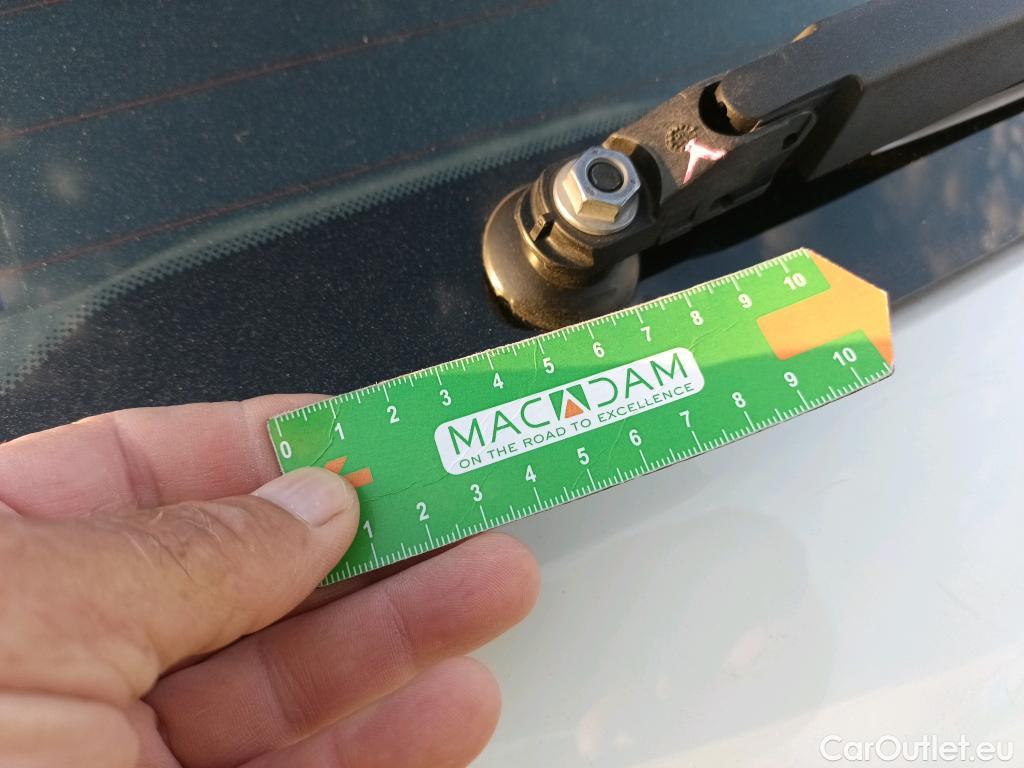 0 1 2 3 4 5 6 7 8 9 10
MACADAM
ON THE ROAD TO EXCELLENCE
1 2 3 4 5 6 7 8 9 10
CarOutlet.eu